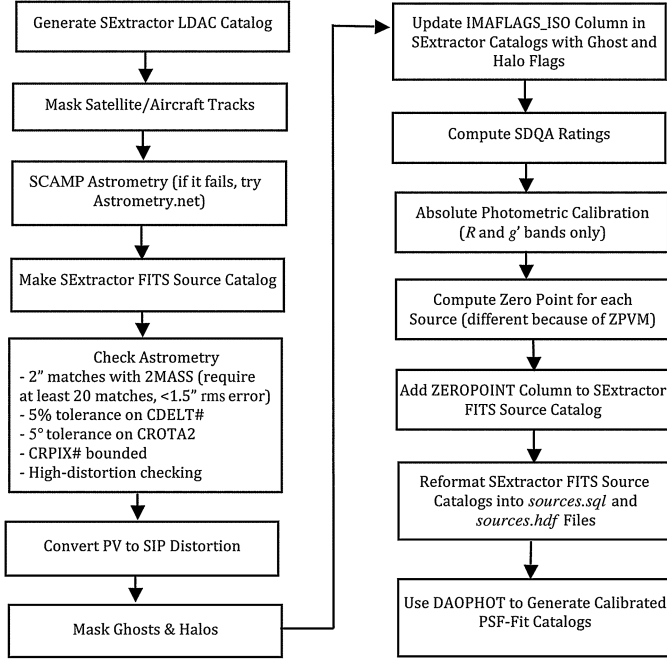 Generate SExtractor LDAC Catalog
Mask Satellite/Aircraft Tracks
SCAMP Astrometry (if it fails, try
Astrometry.net)
Make SExtractor FITS Source Catalog
Check Astrometry
- 2” matches with 2MASS (require
at least 20 matches, <1.5” rms error)
- 5% tolerance on CDELT#
- 5° tolerance on CROTA2
- CRPIX# bounded
- High-distortion checking
Convert PV to SIP Distortion
Mask Ghosts & Halos
Update IMAFLAGS_ISO Column in
SExtractor Catalogs with Ghost and
Halo Flags
Compute SDQA Ratings
Absolute Photometric Calibration
(R and g’ bands only)
Compute Zero Point for each
Source (different because of ZPVM)
Add ZEROPOINT Column to SExtractor
FITS Source Catalog
Reformat SExtractor FITS Source
Catalogs into sources.sql and
sources.hdf Files
Use DAOPHOT to Generate Calibrated
PSF-Fit Catalogs